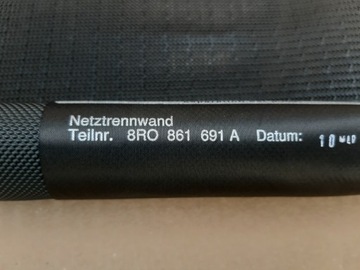 Netztrennwand
Teilnr. 8RO 861 691 A Datum: 10